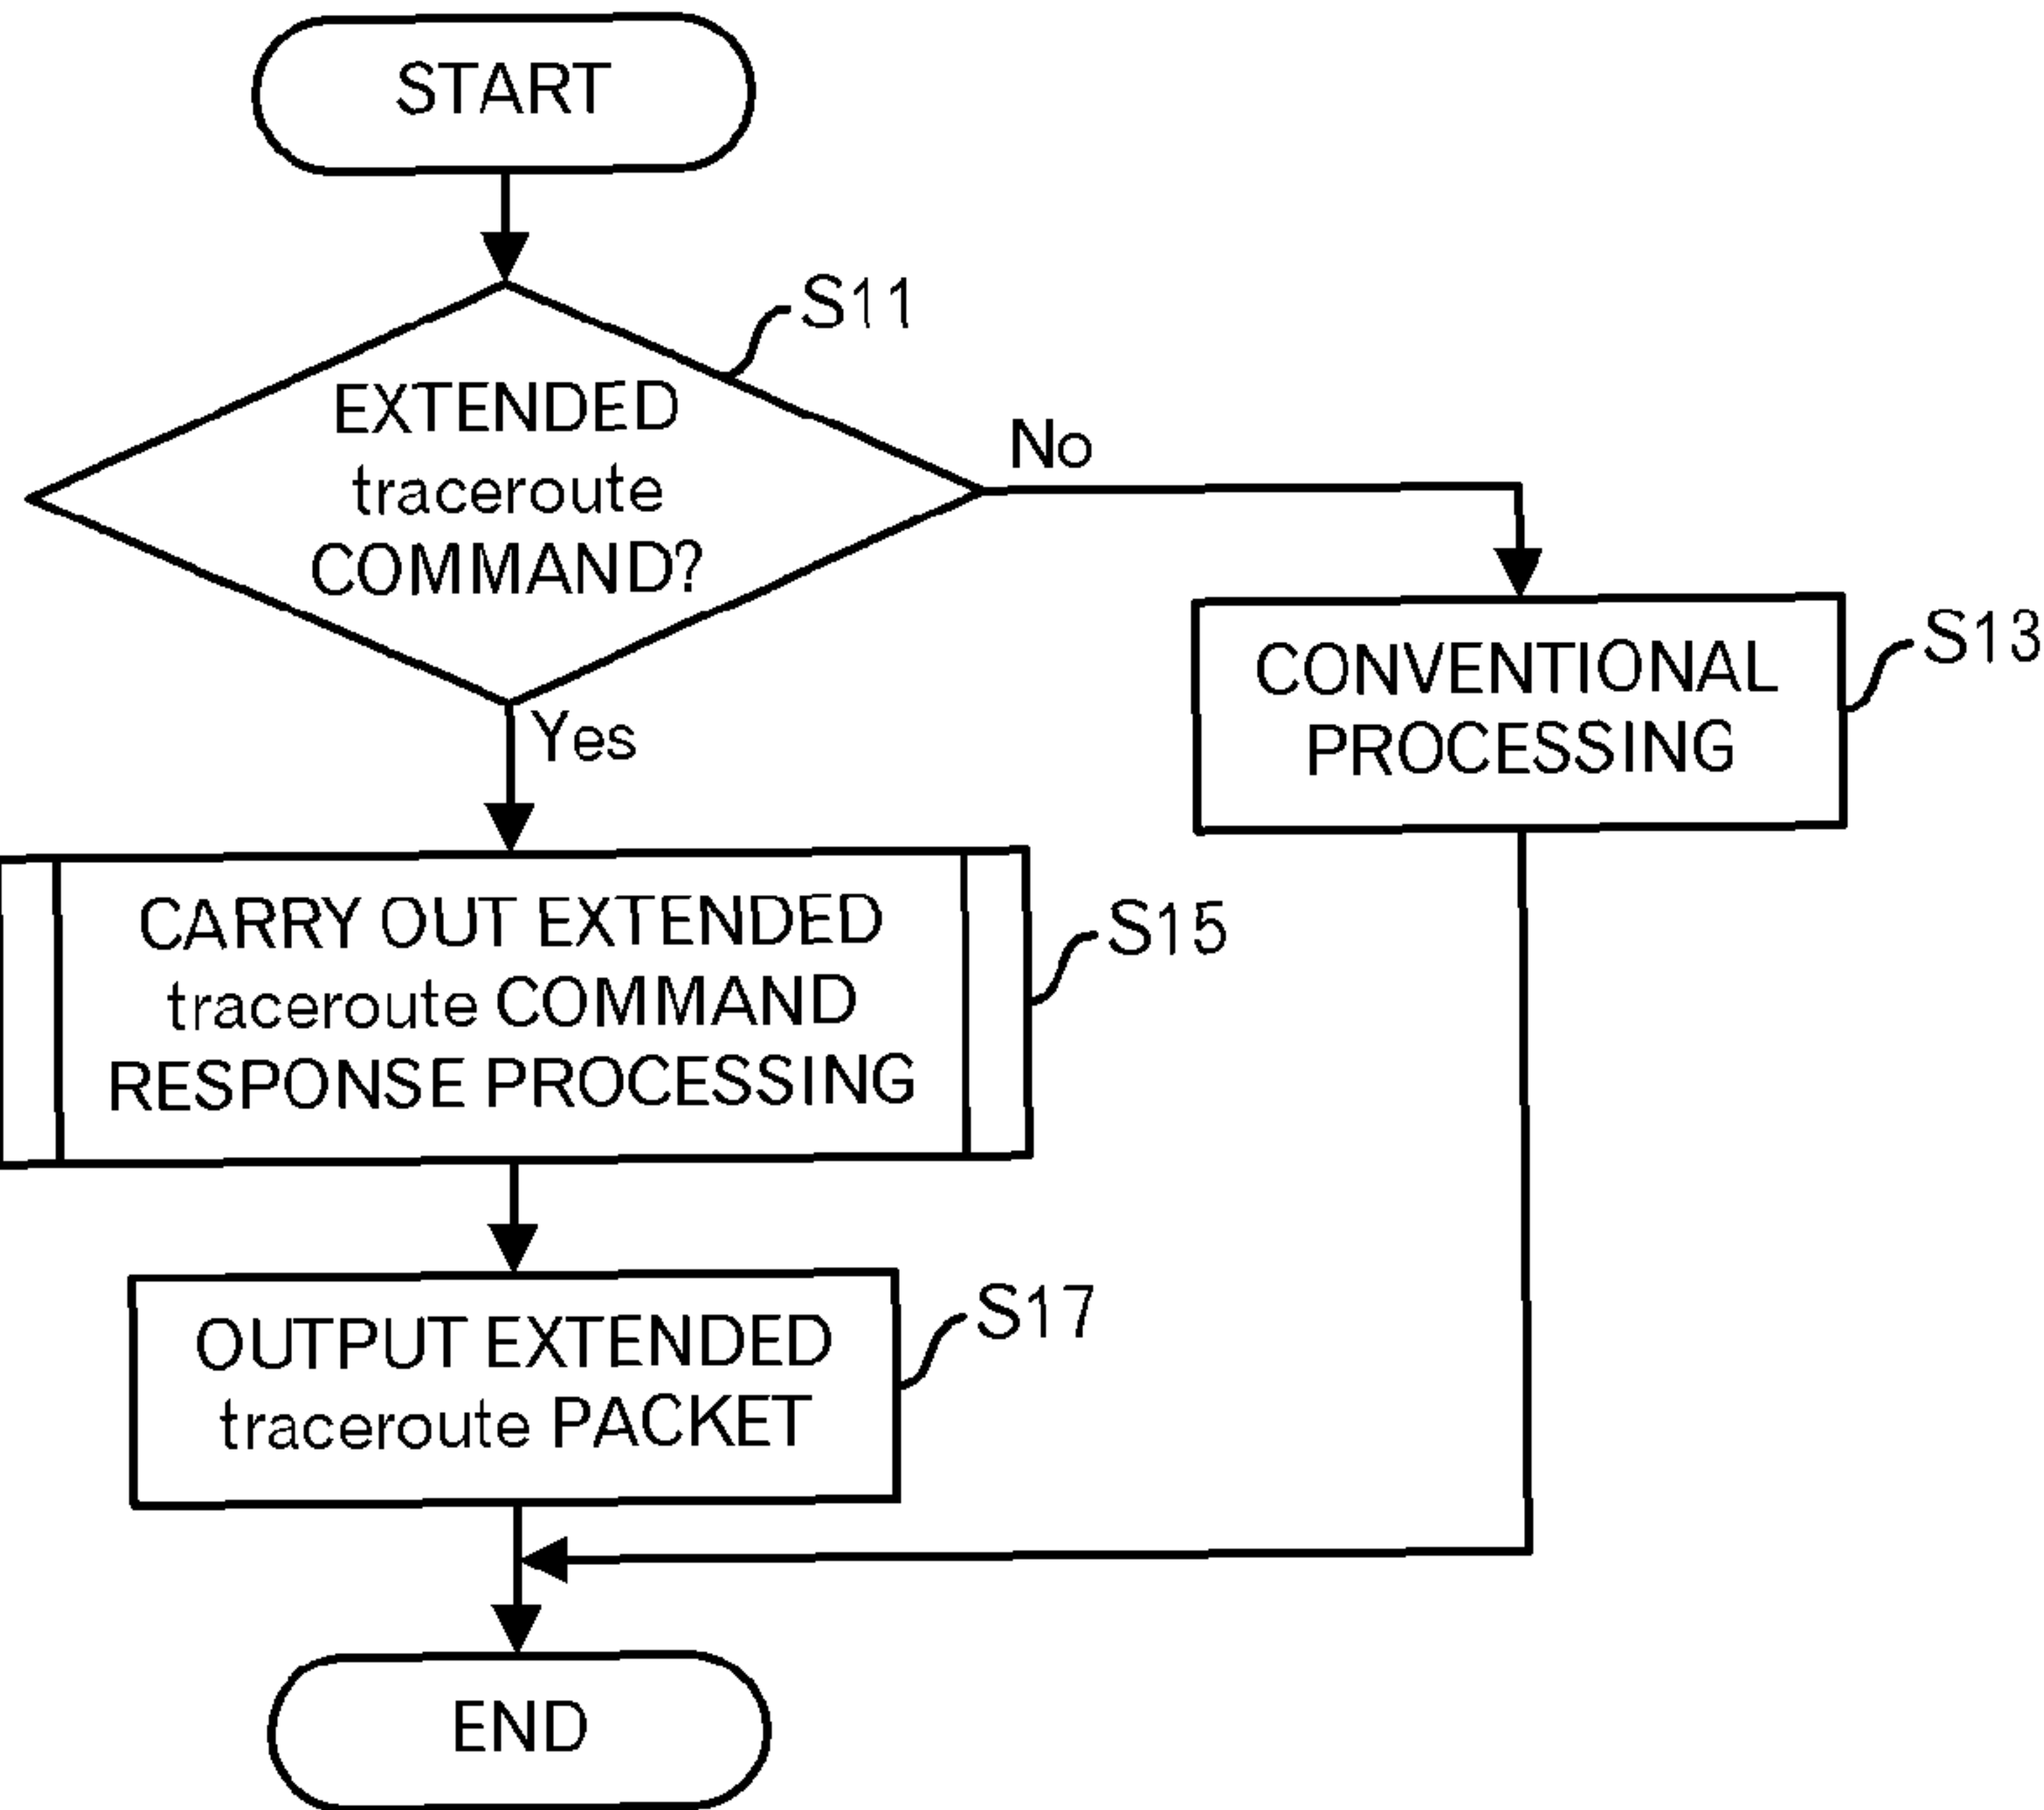 START
S11
EXTENDED
traceroute
COMMAND?
No
Yes
CONVENTIONAL
PROCESSING
S13
CARRY OUT EXTENDED
traceroute COMMAND
RESPONSE PROCESSING
S15
OUTPUT EXTENDED
traceroute PACKET
S17
END